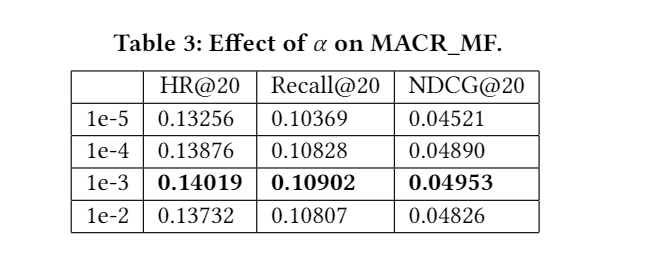 Table 3: Effect of α on MACR_MF.
HR@20 Recall@20 NDCG@20
1e-5 0.13256 0.10369 0.04521
1e-4 0.13876 0.10828 0.04890
1e-3 0.14019 0.10902 0.04953
1e-2 0.13732 0.10807 0.04826